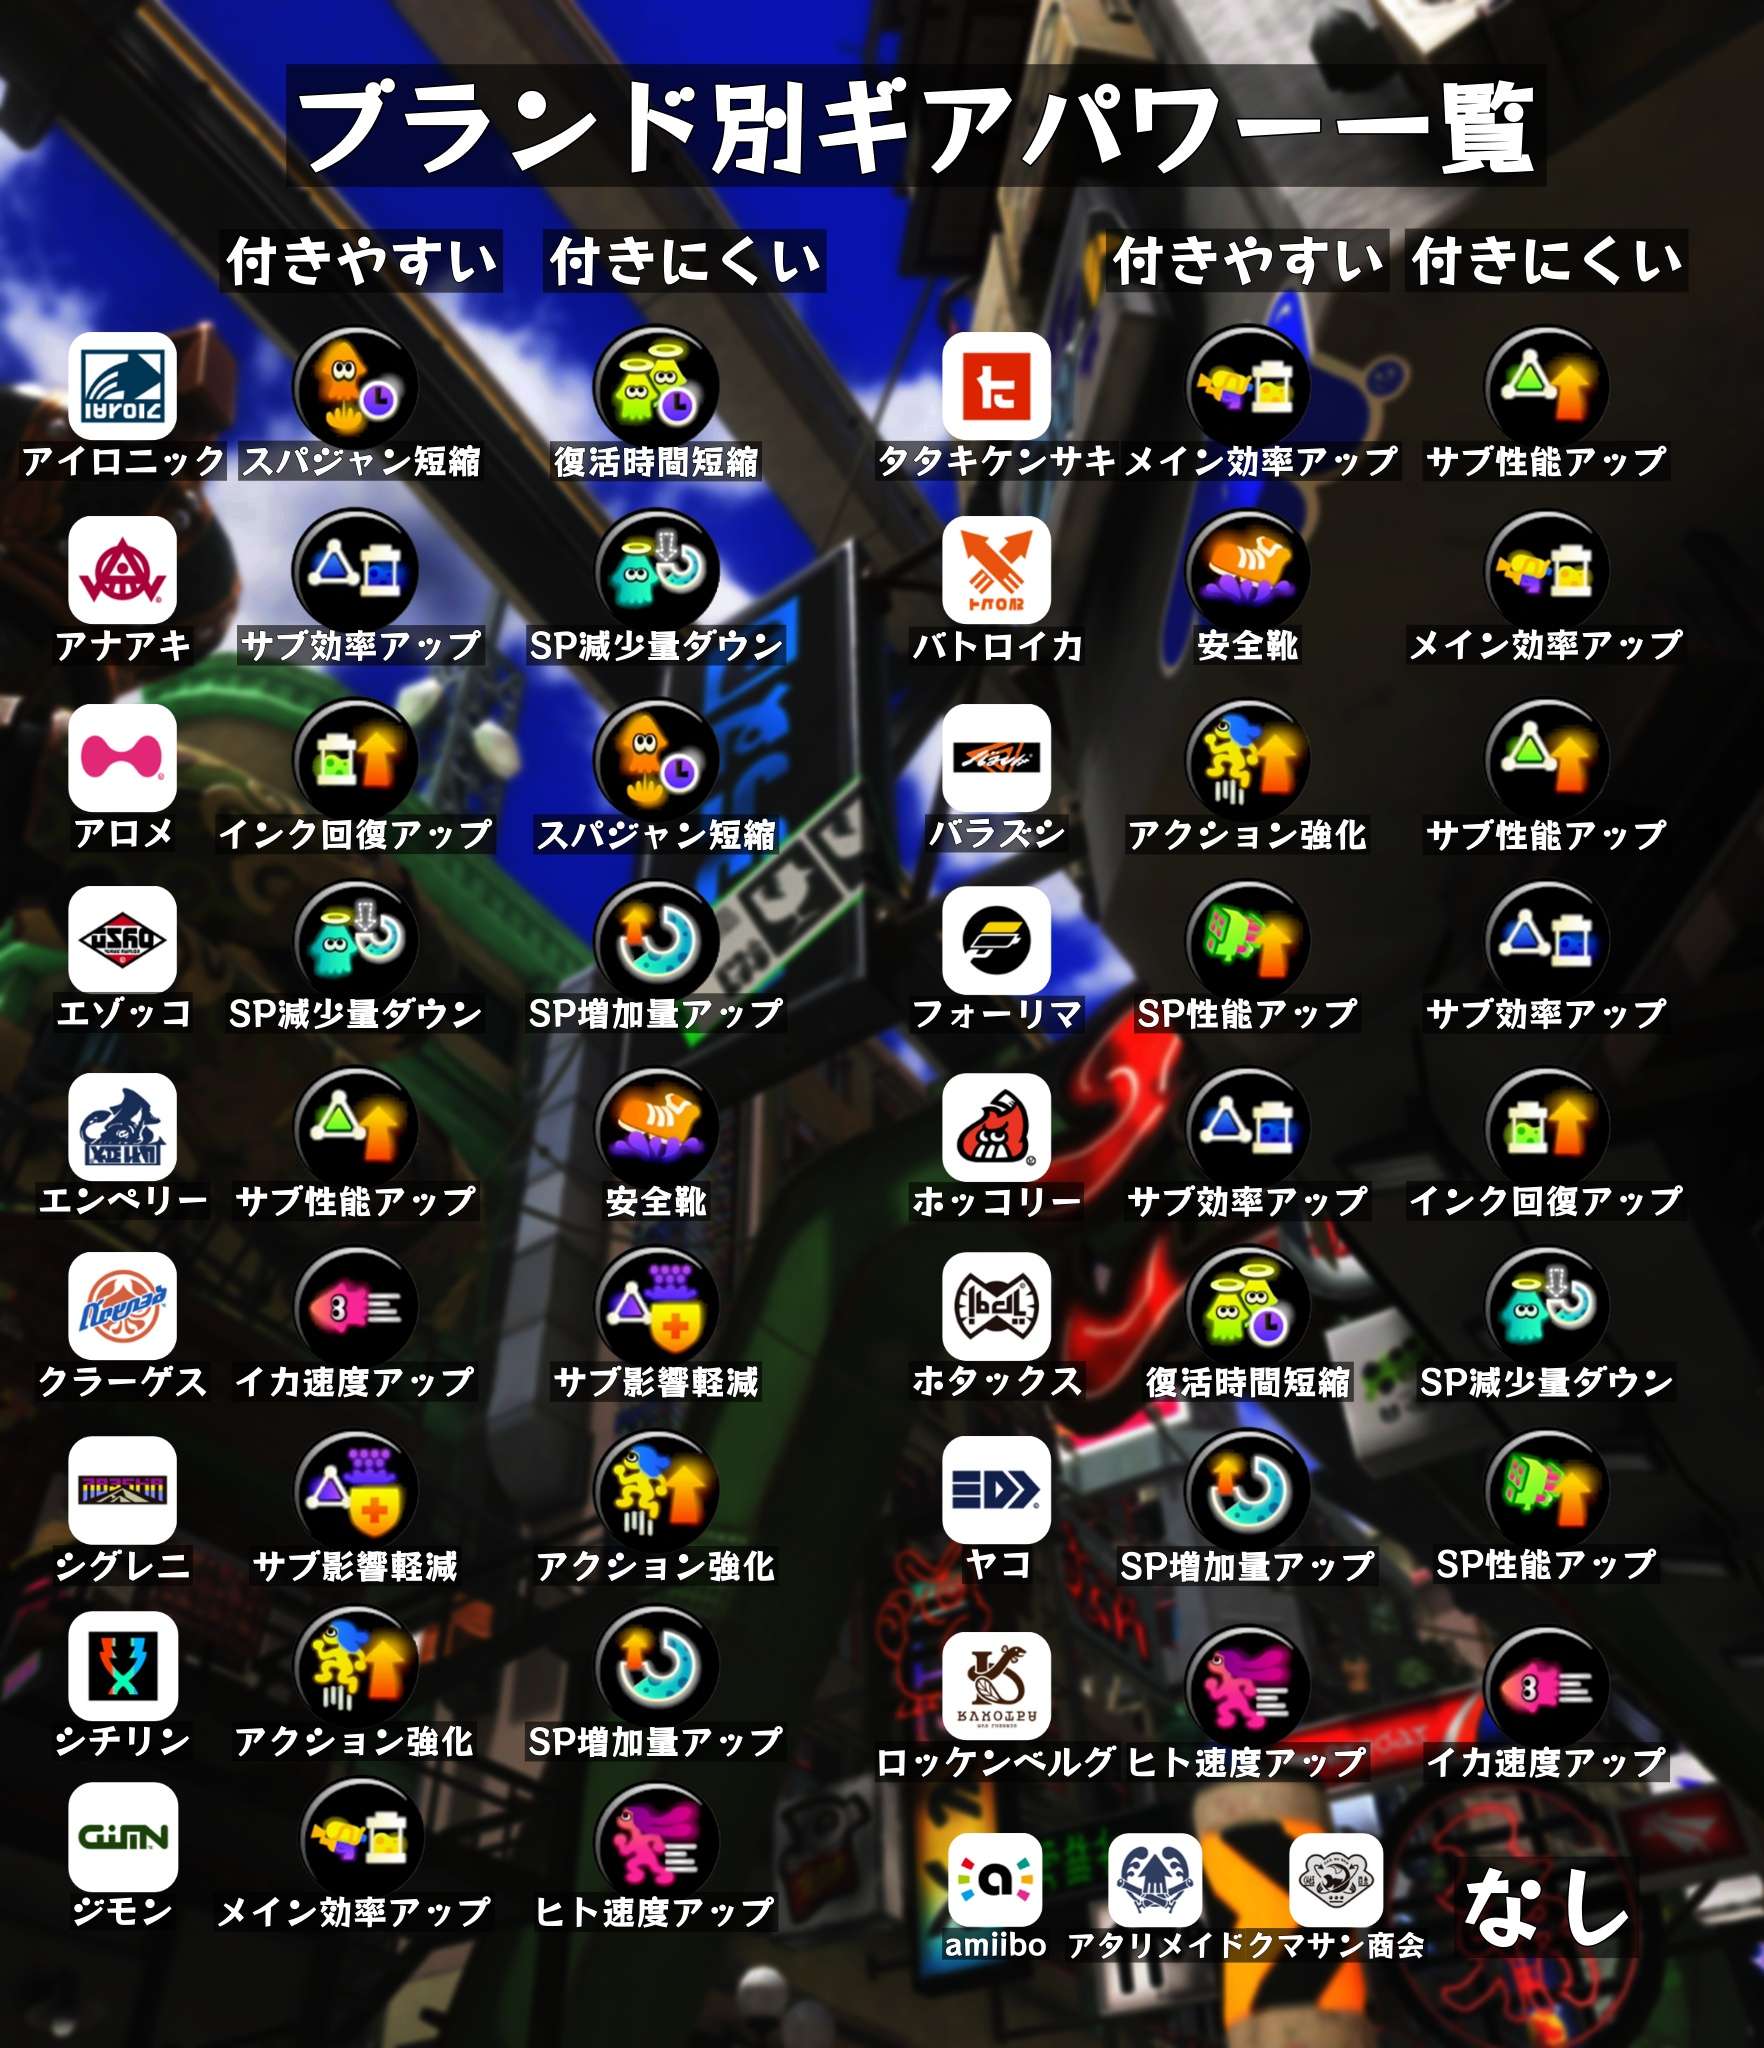 ブランド別ギアパワー一覧
付きやすい 付きにくい
アイロニック スパジャン短縮 復活時間短縮
アナアキ サブ効率アップ SP減少量ダウン
アロメ インク回復アップ スパジャン短縮
エゾッコ SP減少量ダウン SP増加量アップ
エンペリー サブ性能アップ 安全靴
クラーゲス イカ速度アップ サブ影響軽減
シグレニ サブ影響軽減 アクション強化
シチリン アクション強化 SP増加量アップ
ジモン メイン効率アップ ヒト速度アップ
付きやすい 付きにくい
タタキケンサキ メイン効率アップ サブ性能アップ
バトロイカ 安全靴 メイン効率アップ
バラズシ アクション強化 サブ性能アップ
フォーリマ SP性能アップ サブ効率アップ
ホッコリー サブ効率アップ インク回復アップ
ホタックス 復活時間短縮 SP減少量ダウン
ヤコ SP増加量アップ SP性能アップ
ロッケンベルグ ヒト速度アップ イカ速度アップ
amiibo アタリメイド クマサン商会 なし